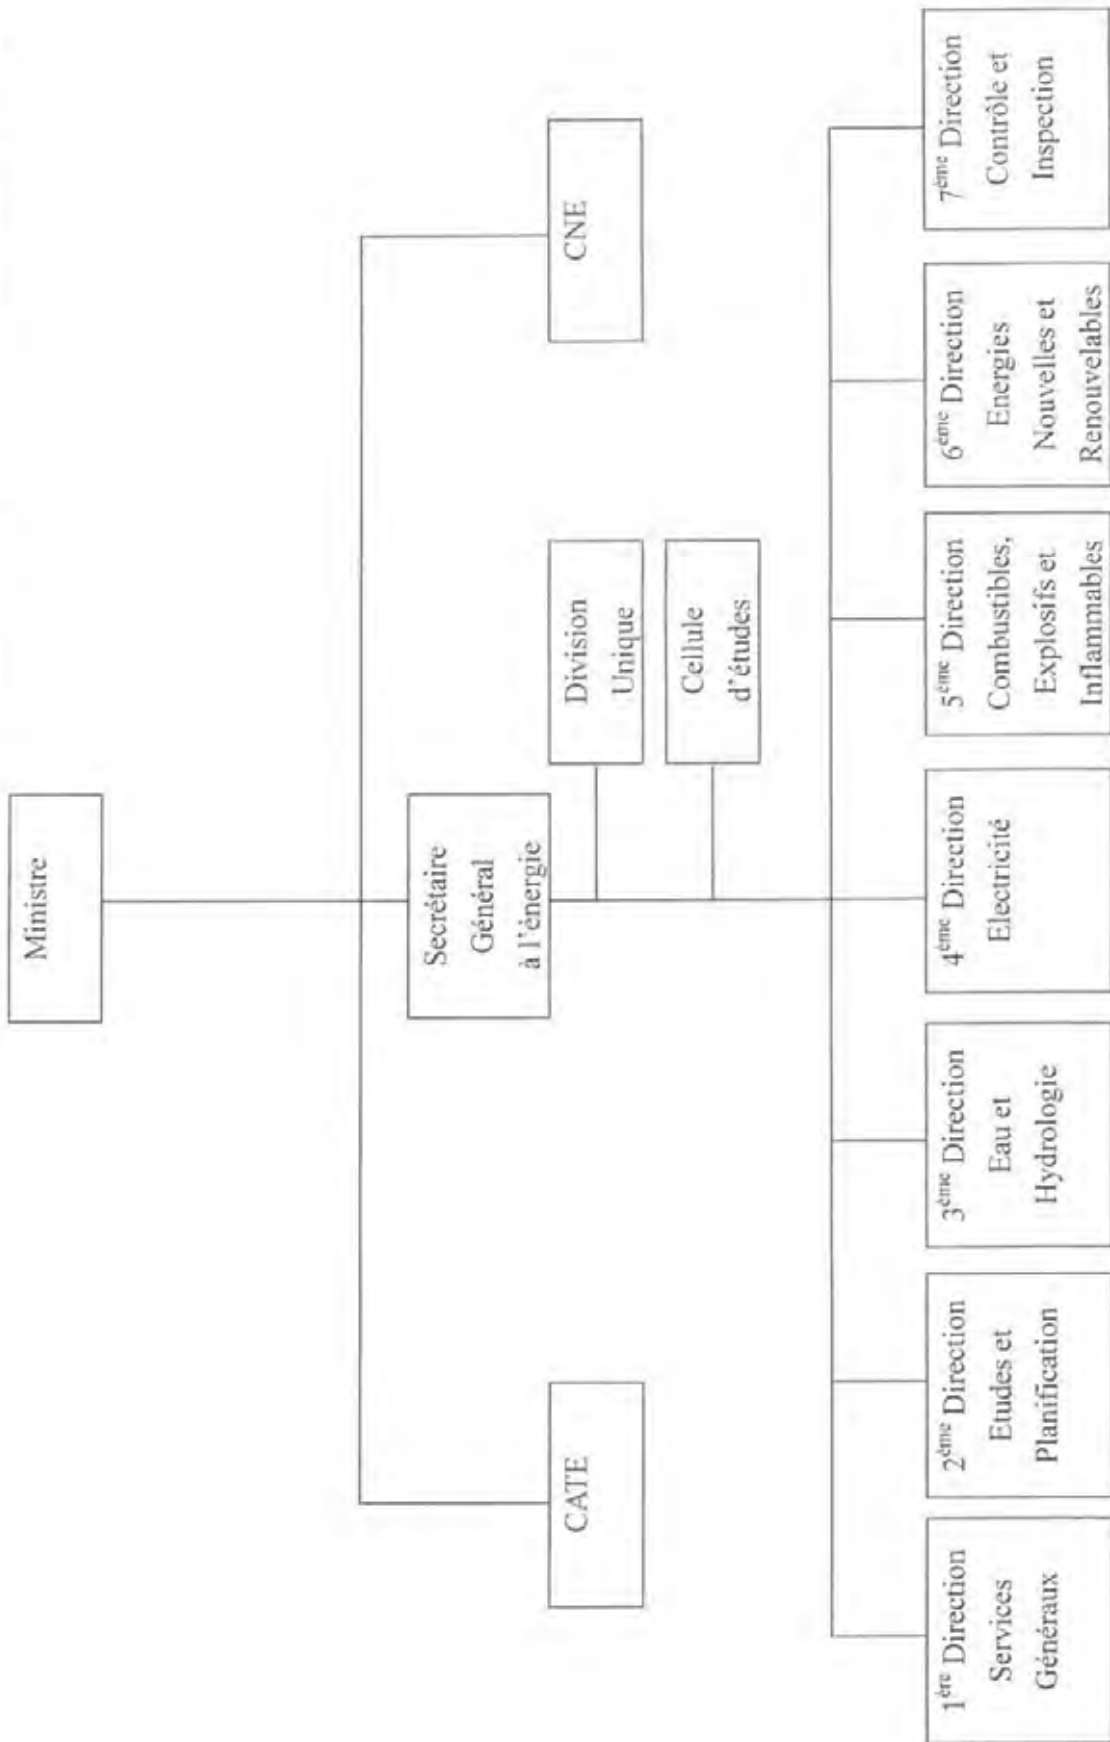 Ministre
CATE
Secrétaire
Général
à l'énergie
CNE
Division
Unique
Cellule
d'études
1ère Direction
Services
Généraux
2ème Direction
Etudes et
Planification
3ème Direction
Eau et
Hydrologie
4ème Direction
Electricité
5ème Direction
Combustibles,
Explosifs et
Inflammables
6ème Direction
Energies
Nouvelles et
Renouvelables
7ème Direction
Contrôle et
Inspection